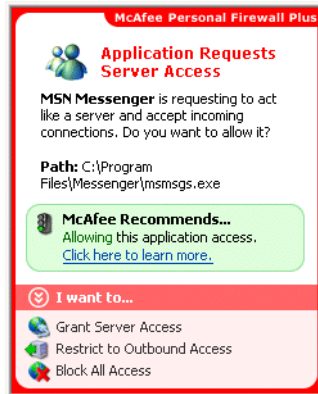 McAfee Personal Firewall Plus
Application Requests
Server Access
MSN Messenger is requesting to act
like a server and accept incoming
connections. Do you want to allow it?
Path: C:\Program
Files\Messenger\msmsgs.exe
McAfee Recommends...
Allowing this application access.
Click here to learn more.
I want to...
Grant Server Access
Restrict to Outbound Access
Block All Access